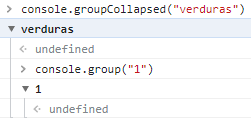 > console.groupCollapsed("verduras")
▼ verduras
<· undefined
> console.group("1")
▼ 1
<· undefined